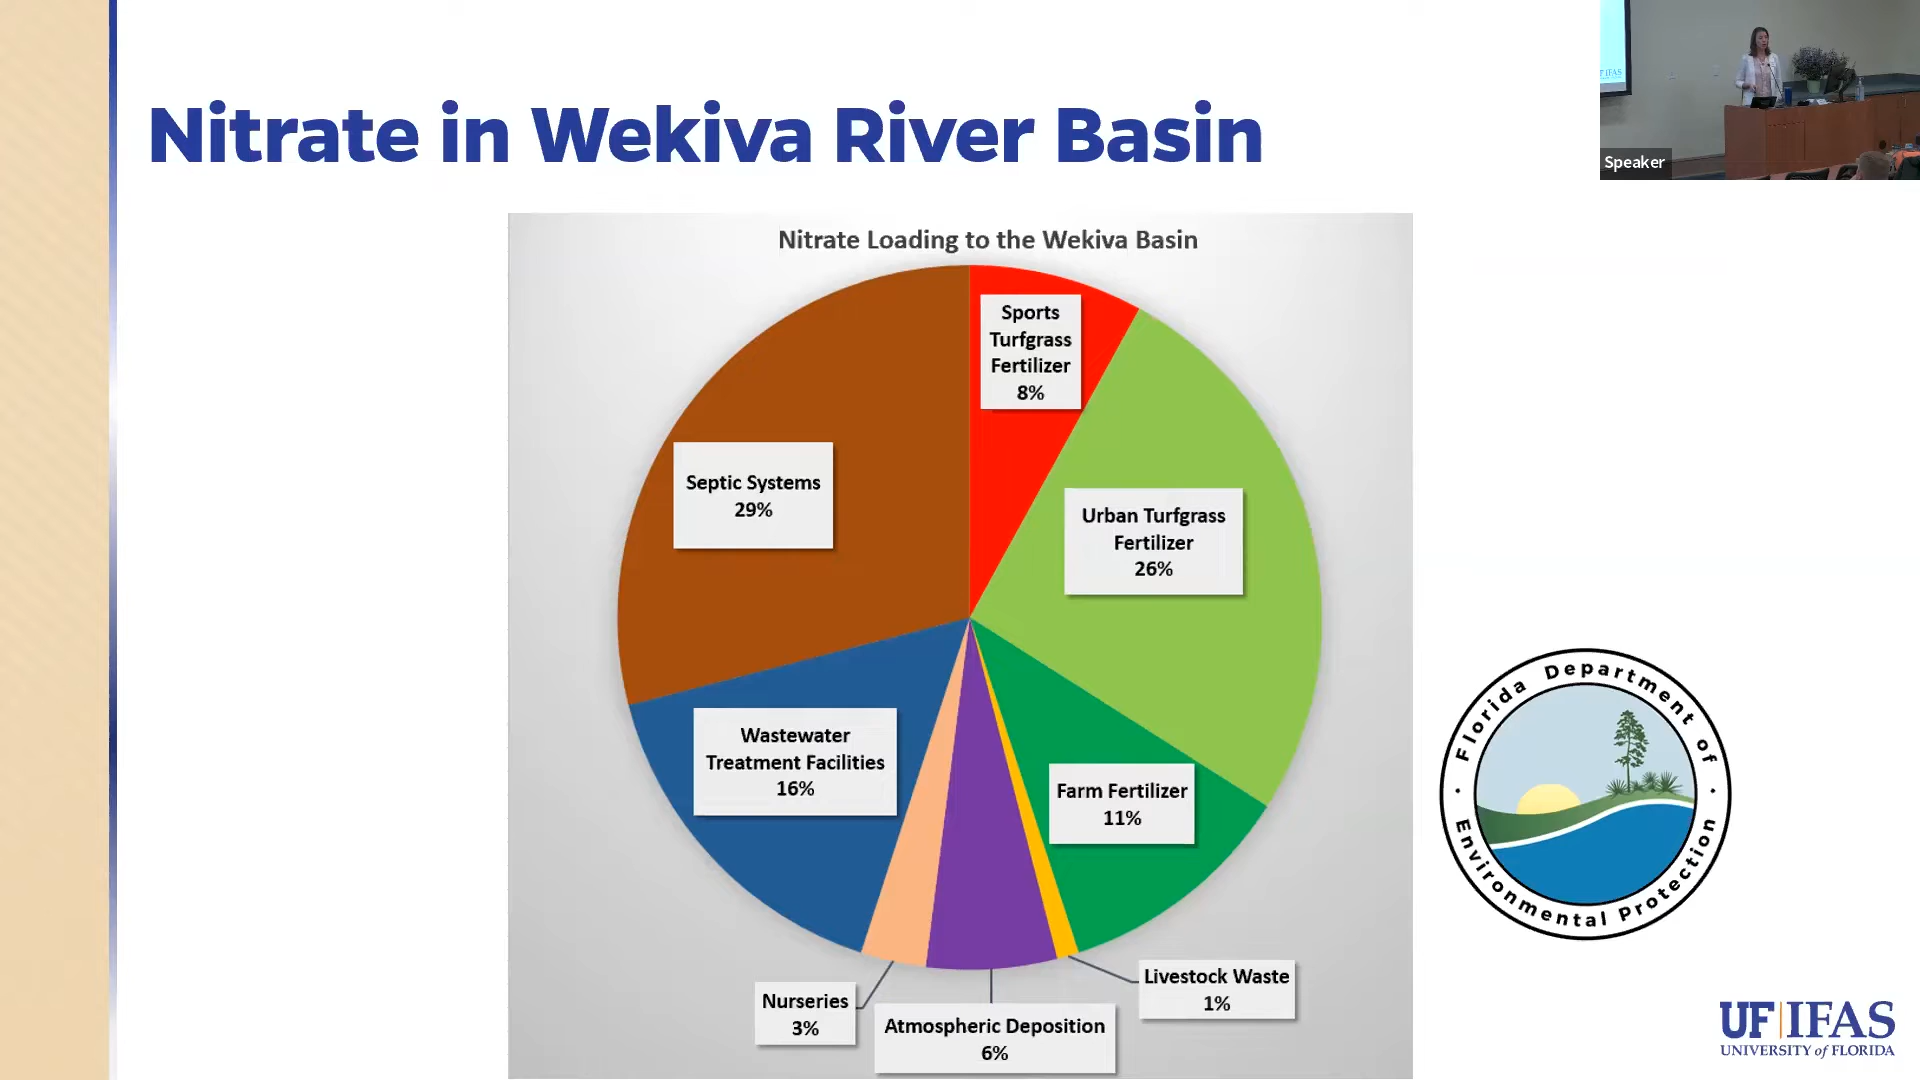 Nitrate in Wekiva River Basin
Speaker
Nitrate Loading to the Wekiva Basin
Sports
Turfgrass
Fertilizer
8%
Urban Turfgrass
Fertilizer
26%
Septic Systems
29%
Wastewater
Treatment Facilities
16%
Farm Fertilizer
11%
Livestock Waste
1%
Nurseries
3%
Atmospheric Deposition
6%
Florida Department of
Environmental Protection
UF|IFAS
UNIVERSITY of FLORIDA